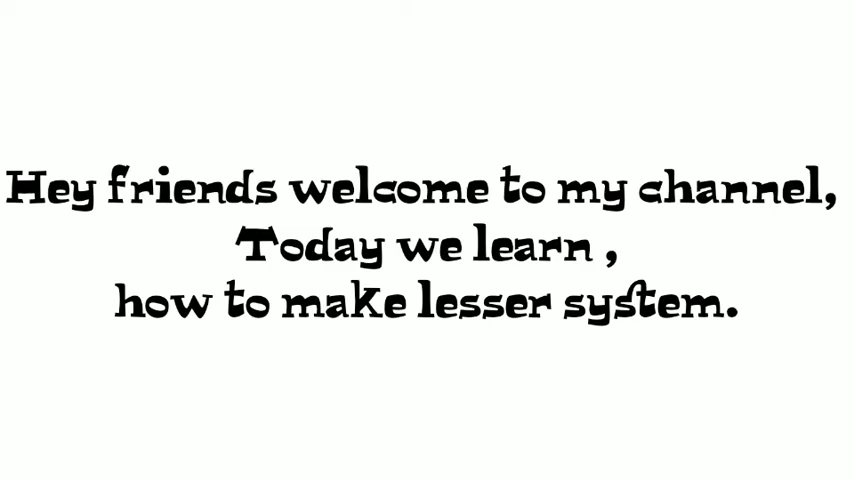 Hey friends welcome to my channel,
Today we learn ,
how to make lesser system.